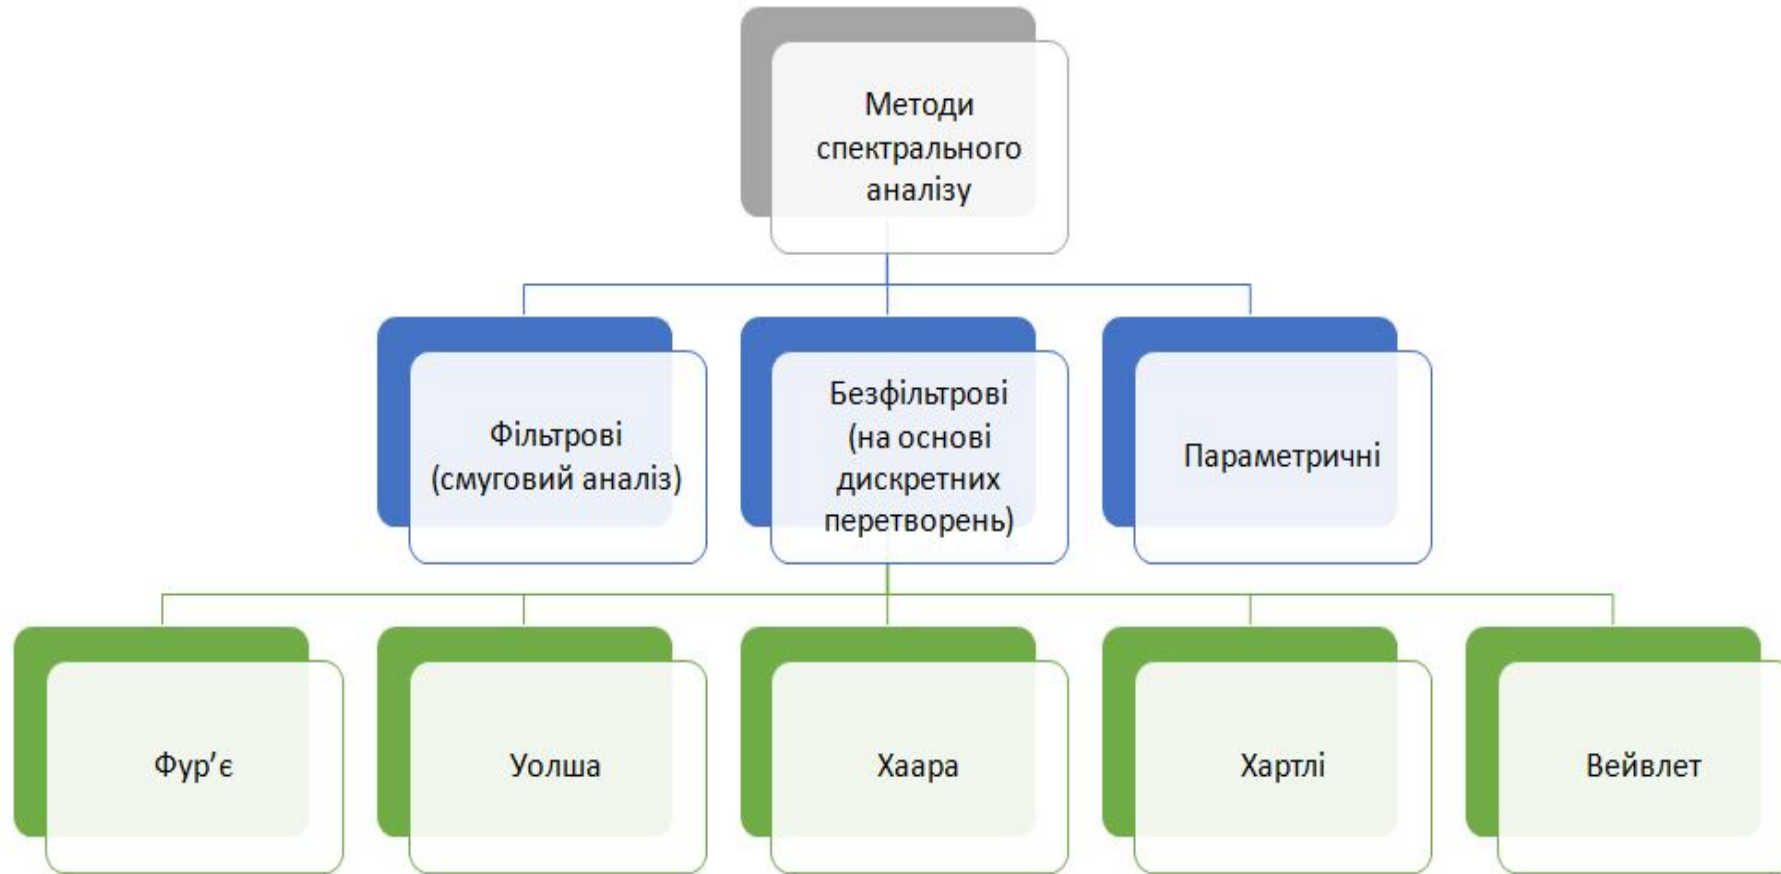 Методи
спектрального
аналізу
Фільтрові
(смуговий аналіз)
Безфільтрові
(на основі
дискретних
перетворень)
Параметричні
Фур’є
Уолша
Хаара
Хартлі
Вейвлет